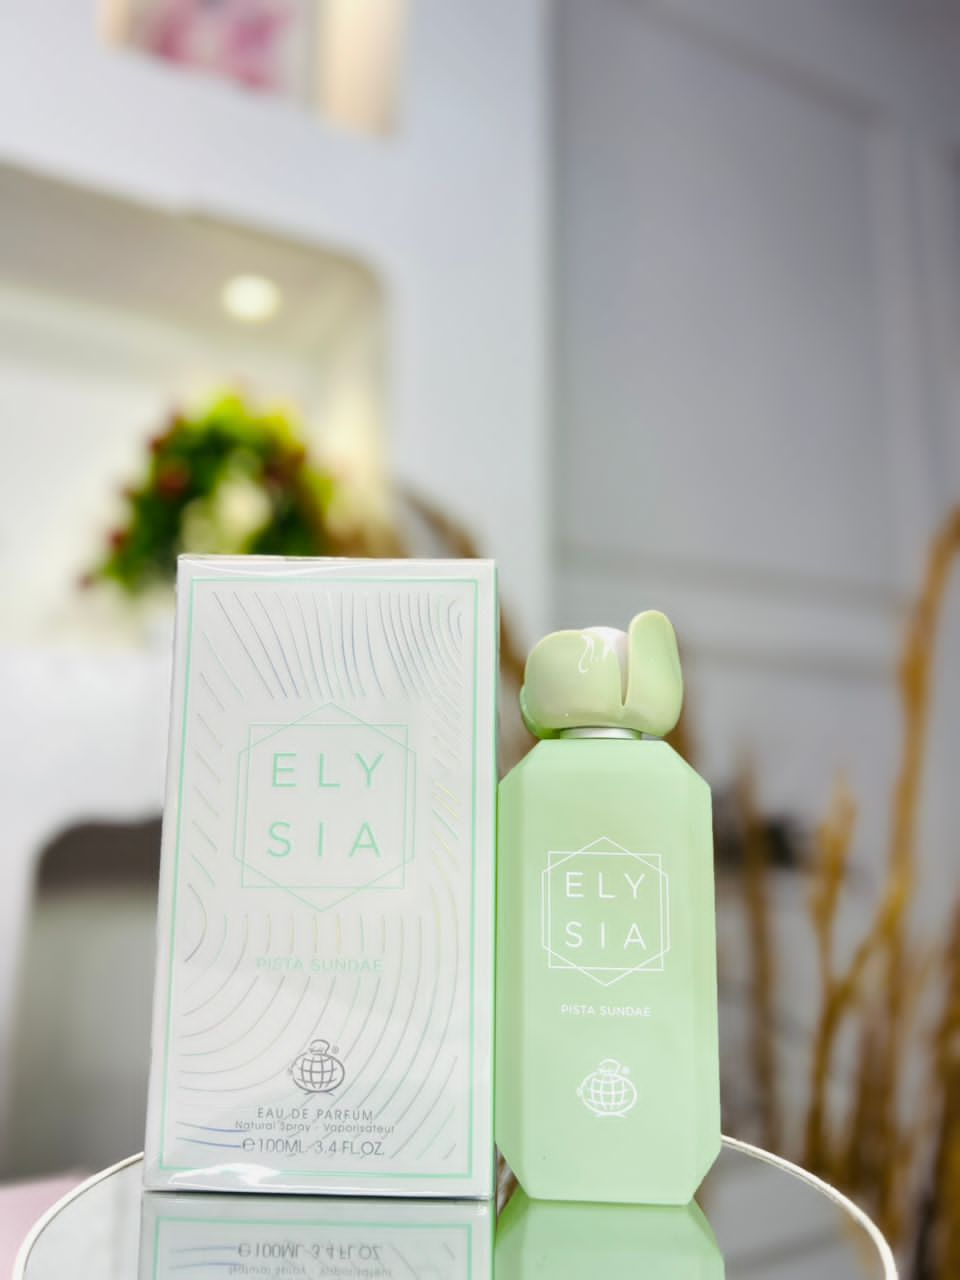 ELY
SIA
PISTA SUNDAE
®
EAU DE PARFUM
Natural Spray - Vaporisateur
℮100ML 3.4 FL.OZ.
ELY
SIA
PISTA SUNDAE
®